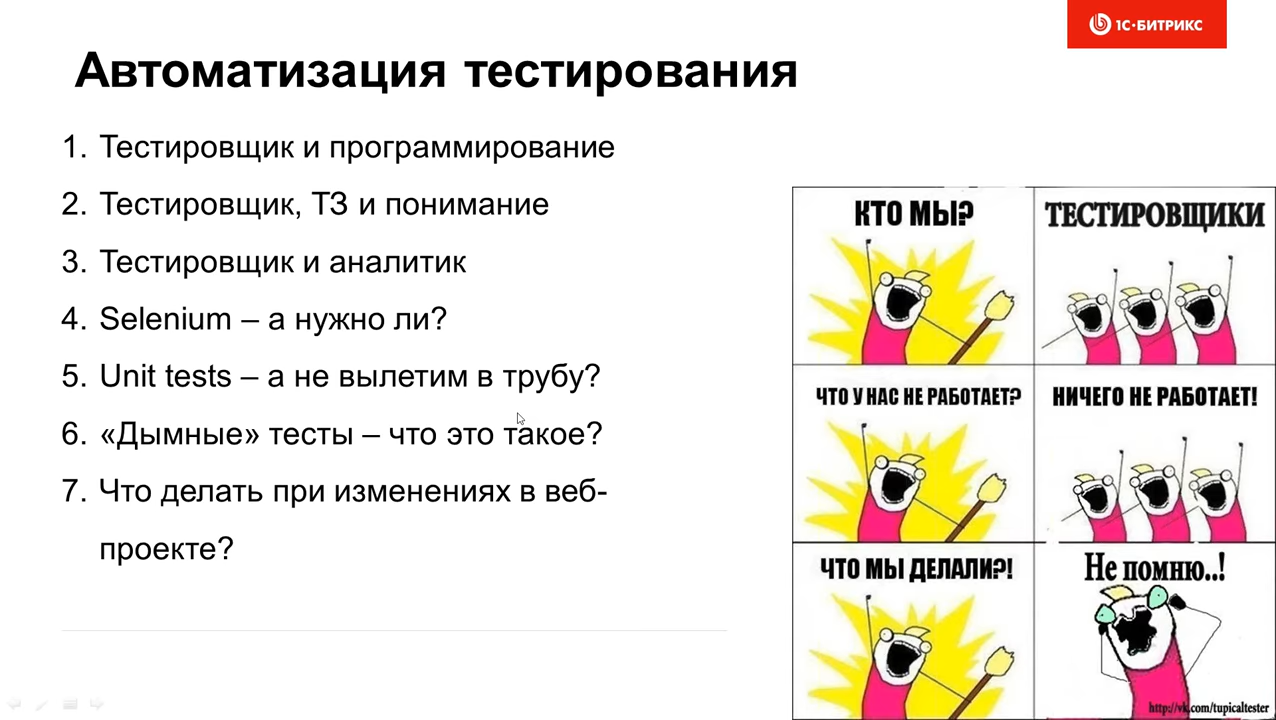 1С-БИТРИКС
Автоматизация тестирования
1. Тестировщик и программирование
2. Тестировщик, ТЗ и понимание
3. Тестировщик и аналитик
4. Selenium – а нужно ли?
5. Unit tests – а не вылетим в трубу?
6. «Дымные» тесты – что это такое?
7. Что делать при изменениях в веб-
проекте?
КТО МЫ?
ТЕСТИРОВЩИКИ
ЧТО У НАС НЕ РАБОТАЕТ?
НИЧЕГО НЕ РАБОТАЕТ!
ЧТО МЫ ДЕЛАЛИ?!
Не помню..!
http://vk.com/tupicaltester